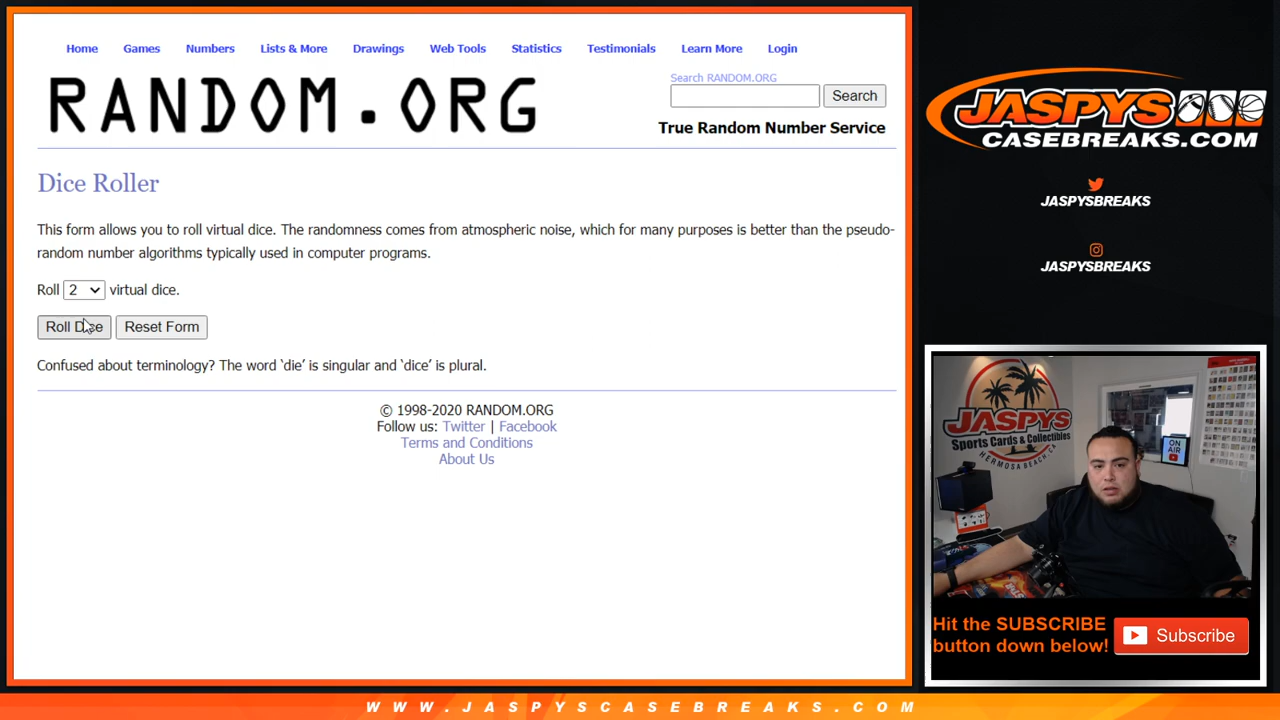 Home Games Numbers Lists & More Drawings Web Tools Statistics Testimonials Learn More Login
RANDOM.ORG
Search RANDOM.ORG
Search
True Random Number Service
Dice Roller
This form allows you to roll virtual dice. The randomness comes from atmospheric noise, which for many purposes is better than the pseudo-
random number algorithms typically used in computer programs.
Roll 2 virtual dice.
Roll Dice Reset Form
Confused about terminology? The word ‘die’ is singular and ‘dice’ is plural.
© 1998-2020 RANDOM.ORG
Follow us: Twitter | Facebook
Terms and Conditions
About Us
JASPYS
CASEBREAKS.COM
JASPYSBREAKS
JASPYSBREAKS
JASPYS
Sports Cards & Collectibles
HERMOSA BEACH, CA
ON
AIR
Hit the SUBSCRIBE
button down below!
Subscribe
WWW.JASPYSCASEBREAKS.COM